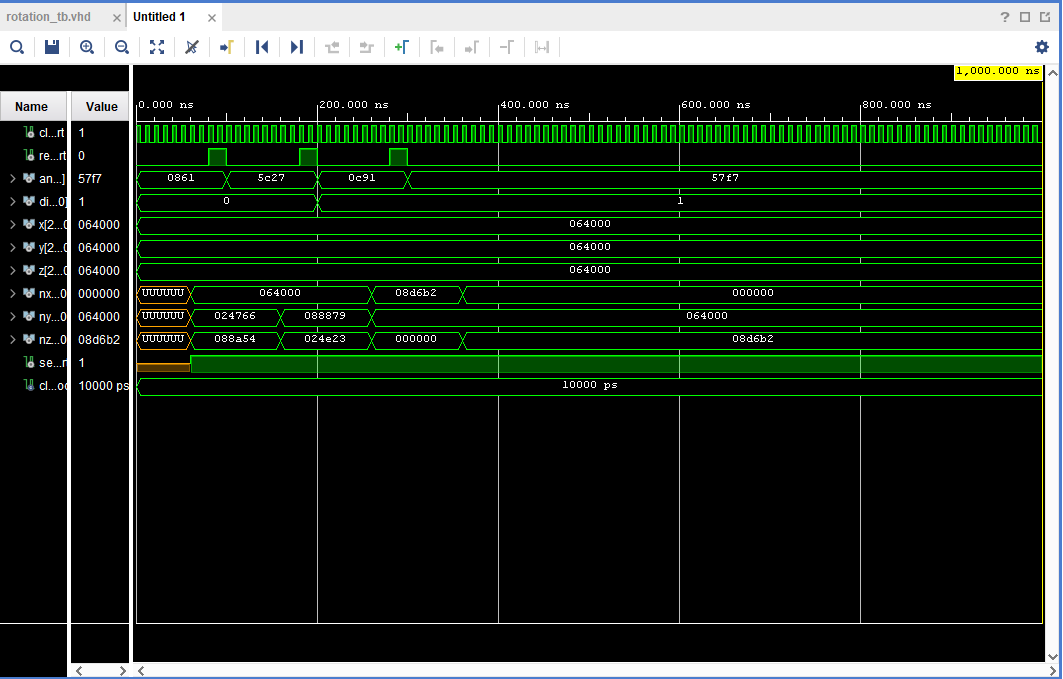 rotation_tb.vhd × Untitled 1 ×
?
1,000.000 ns
Name Value
0.000 ns 200.000 ns 400.000 ns 600.000 ns 800.000 ns
cl...rt 1
re...rt 0
an...] 57f7 0861 5c27 0c91 57f7
di...0] 1 0 1
x[2...0 064000 064000
y[2...0 064000 064000
z[2...0 064000 064000
nx...0 000000 UUUUUU 064000 08d6b2 000000
ny...0 064000 UUUUUU 024766 088879 064000
nz...0 08d6b2 UUUUUU 088a54 024e23 000000 08d6b2
se...r 1
cl...oc 10000 ps 10000 ps